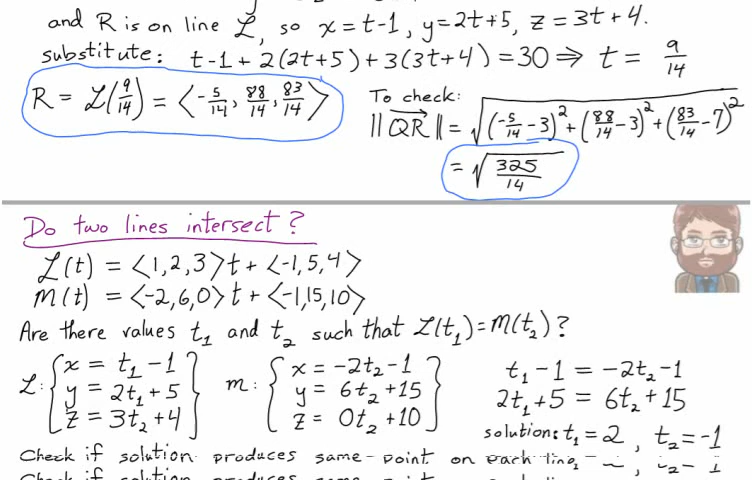 and R is on line L, so x = t-1, y = 2t+5, z = 3t+4.
substitute: t-1 + 2(2t+5) + 3(3t+4) = 30 ⇒ t = 9/14
R = L(9/14) = ⟨-5/14, 88/14, 83/14⟩
To check:
||QR|| = √((-5/14 - 3)² + (88/14 - 3)² + (83/14 - 7)²)
= √(325/14)
Do two lines intersect?
L(t) = ⟨1,2,3⟩t + ⟨-1,5,4⟩
m(t) = ⟨-2,6,0⟩t + ⟨-1,15,10⟩
Are there values t₁ and t₂ such that L(t₁) = m(t₂)?
L: { x = t₁ - 1
y = 2t₁ + 5
z = 3t₂ + 4 }
m: { x = -2t₂ - 1
y = 6t₂ + 15
z = 0t₂ + 10 }
t₁ - 1 = -2t₂ - 1
2t₁ + 5 = 6t₂ + 15
solution: t₁ = 2, t₂ = -1
Check if solution produces same point on each line